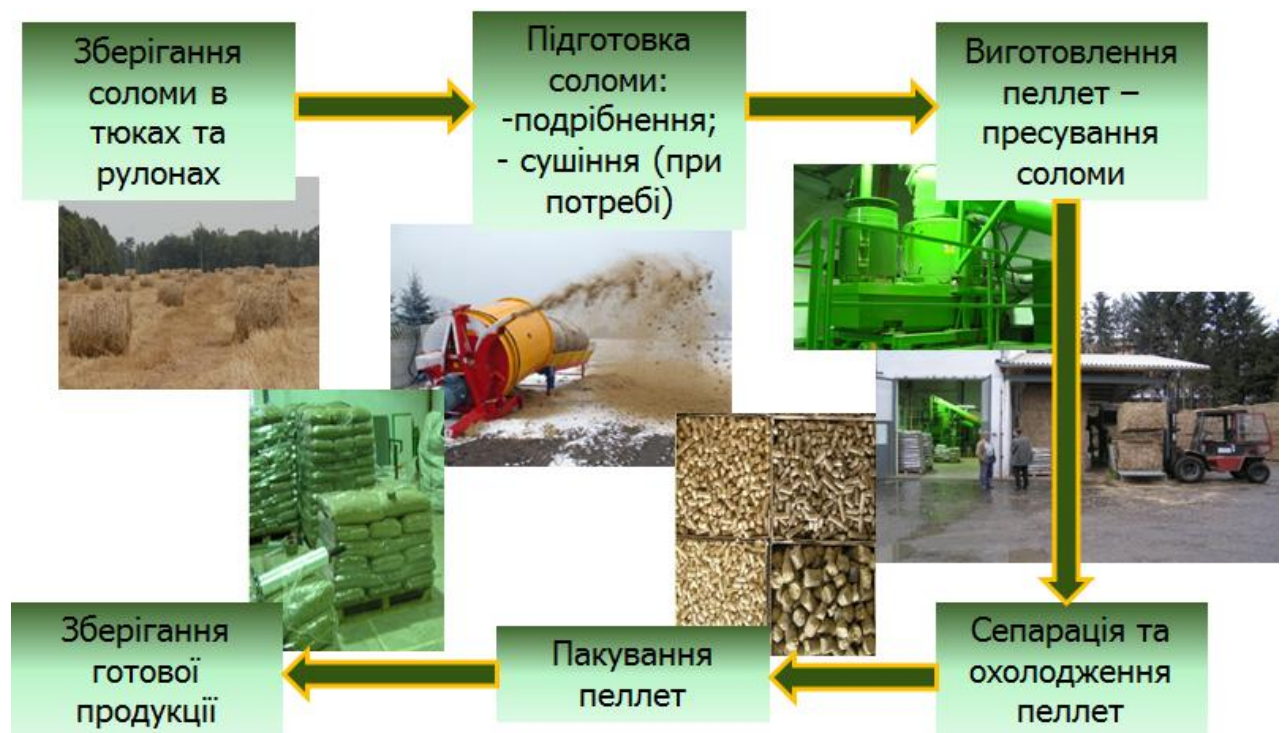 Зберігання
соломи в
тюках та
рулонах
Підготовка
соломи:
-подрібнення;
- сушіння (при
потребі)
Виготовлення
пеллет –
пресування
соломи
Сепарація та
охолодження
пеллет
Пакування
пеллет
Зберігання
готової
продукції